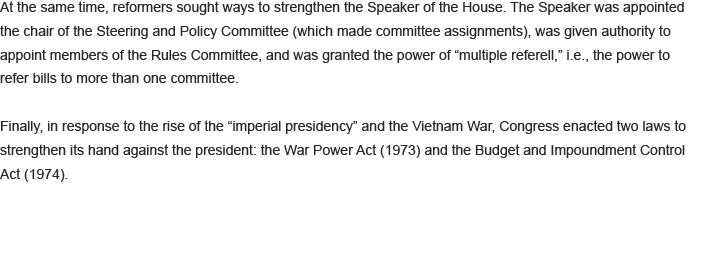 At the same time, reformers sought ways to strengthen the Speaker of the House. The Speaker was appointed
the chair of the Steering and Policy Committee (which made committee assignments), was given authority to
appoint members of the Rules Committee, and was granted the power of “multiple referell,” i.e., the power to
refer bills to more than one committee.
Finally, in response to the rise of the “imperial presidency” and the Vietnam War, Congress enacted two laws to
strengthen its hand against the president: the War Power Act (1973) and the Budget and Impoundment Control
Act (1974).